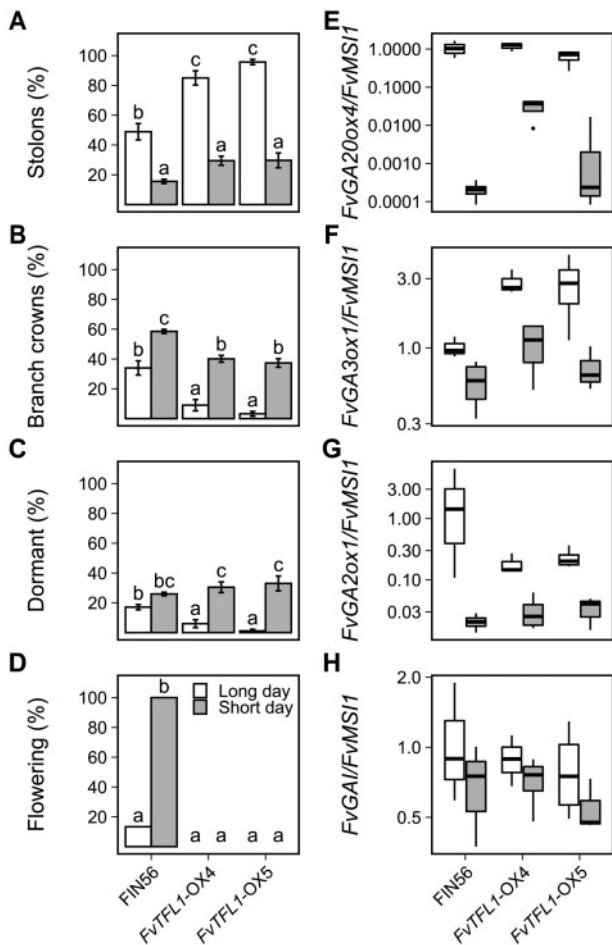 A
Stolons (%)
100
80
60
40
20
b
a
c
a
c
a
B
Branch crowns (%)
100
80
60
40
20
b
c
a
b
a
b
C
Dormant (%)
100
80
60
40
20
b
bc
a
c
a
c
D
Flowering (%)
100
80
60
40
20
a
b
a
a
a
a
Long day
Short day
FIN56
FvTFL1-OX4
FvTFL1-OX5
E
FvGA20ox4/FvMSI1
1.0000
0.1000
0.0100
0.0010
0.0001
F
FvGA3ox1/FvMSI1
3.0
1.0
0.3
G
FvGA2ox1/FvMSI1
3.00
1.00
0.30
0.10
0.03
H
FvGAI/FvMSI1
2.0
1.0
0.5
FIN56
FvTFL1-OX4
FvTFL1-OX5